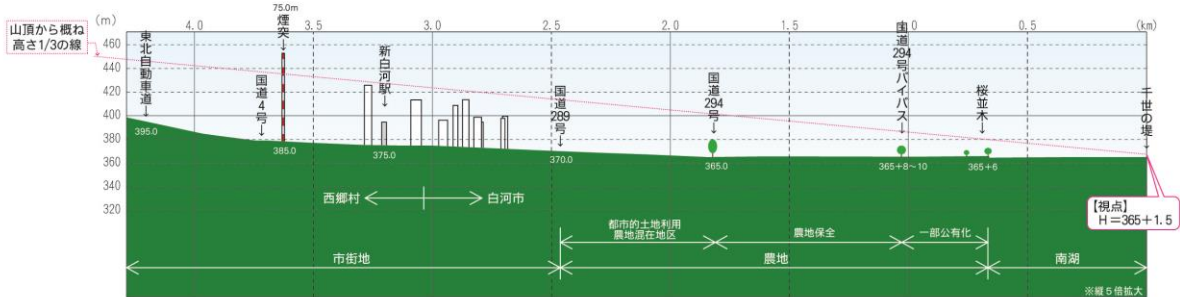 (m)
4.0
3.5
3.0
2.5
2.0
1.5
1.0
0.5
(km)
山頂から概ね
高さ1/3の線
460
440
420
400
380
360
340
320
東北自動車道
395.0
国道4号
75.0m
煙突
385.0
新白河駅
375.0
国道
289号
370.0
国道
294号
365.0
国道
294号
バイパス
365+8~10
桜並木
365+6
千世の堤
【視点】
H=365+1.5
西郷村
白河市
都市的土地利用
農地混在地区
農地保全
一部公有化
市街地
農地
南湖
※縦5倍拡大